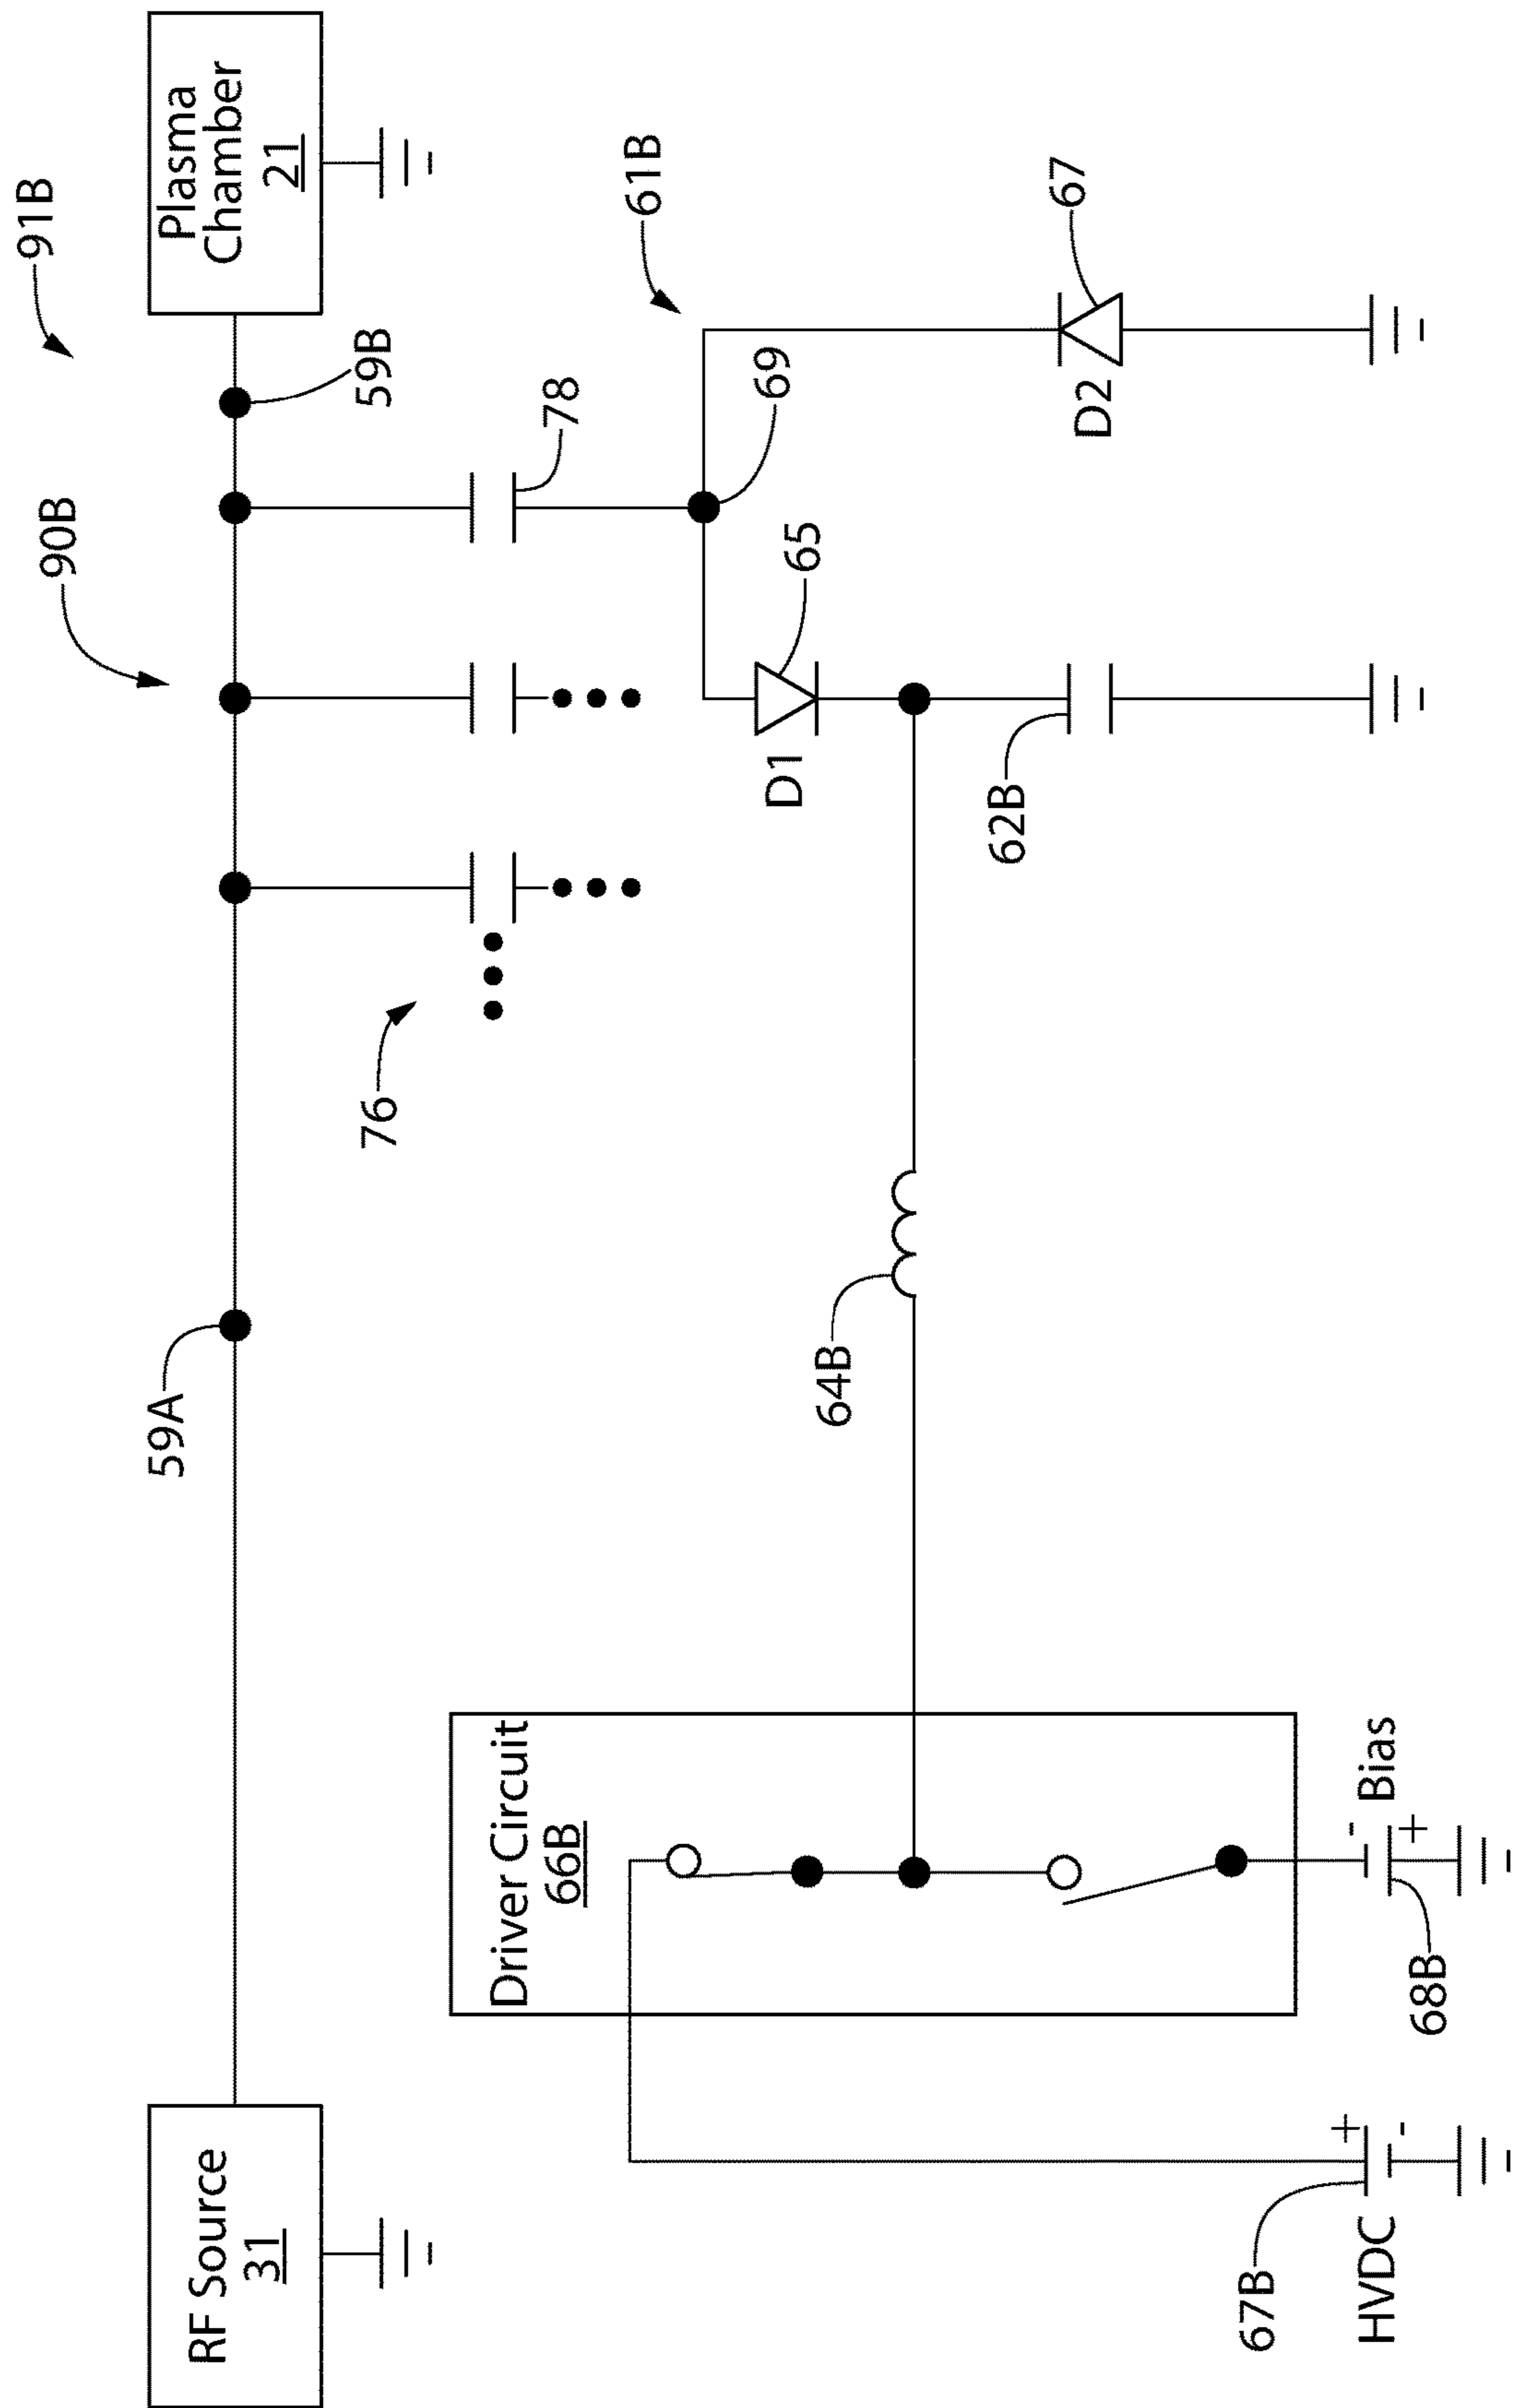 91B
90B
Plasma
Chamber
21
59B
59A
RF Source
31
76
78
61B
69
65
D1
D2
67
62B
64B
Driver Circuit
66B
- Bias
+
68B
+
-
67B
HVDC